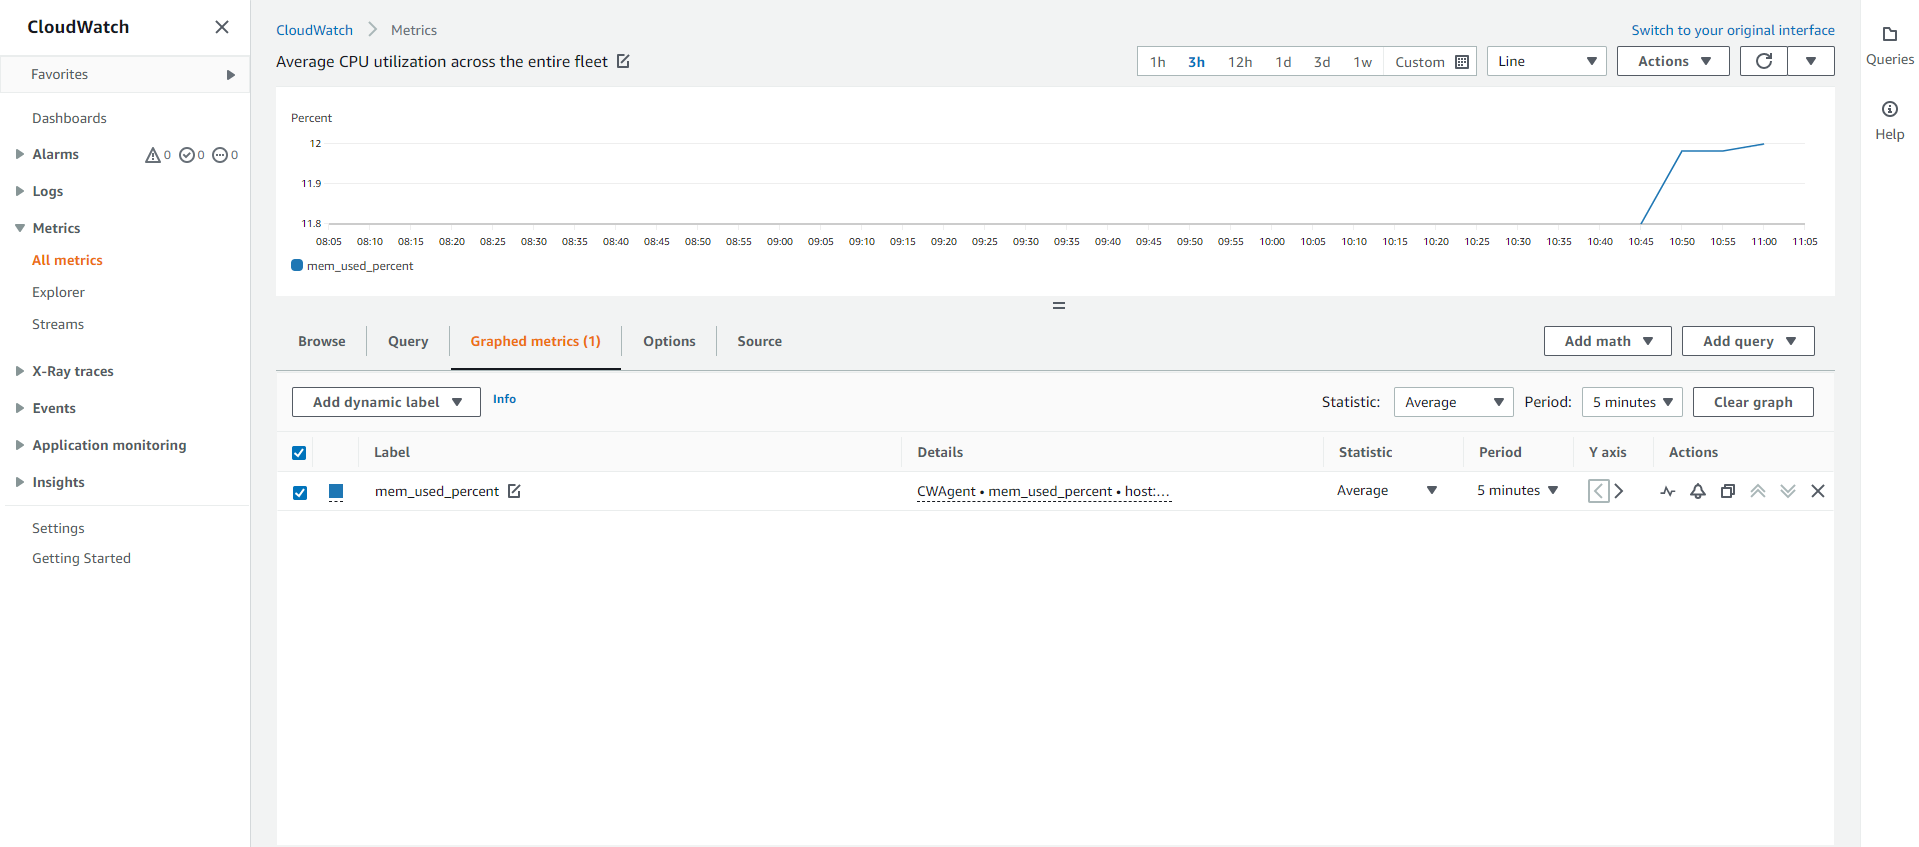 CloudWatch
Favorites
Dashboards
Alarms 0 0 0
Logs
Metrics
All metrics
Explorer
Streams
X-Ray traces
Events
Application monitoring
Insights
Settings
Getting Started
CloudWatch Metrics
Switch to your original interface
Average CPU utilization across the entire fleet
1h 3h 12h 1d 3d 1w Custom
Line
Actions
Percent
12
11.9
11.8
08:05 08:10 08:15 08:20 08:25 08:30 08:35 08:40 08:45 08:50 08:55 09:00 09:05 09:10 09:15 09:20 09:25 09:30 09:35 09:40 09:45 09:50 09:55 10:00 10:05 10:10 10:15 10:20 10:25 10:30 10:35 10:40 10:45 10:50 10:55 11:00 11:05
mem_used_percent
Browse Query Graphed metrics (1) Options Source
Add math Add query
Add dynamic label Info
Statistic: Average Period: 5 minutes Clear graph
Label Details Statistic Period Y axis Actions
mem_used_percent CWAgent • mem_used_percent • host:... Average 5 minutes
Queries
Help